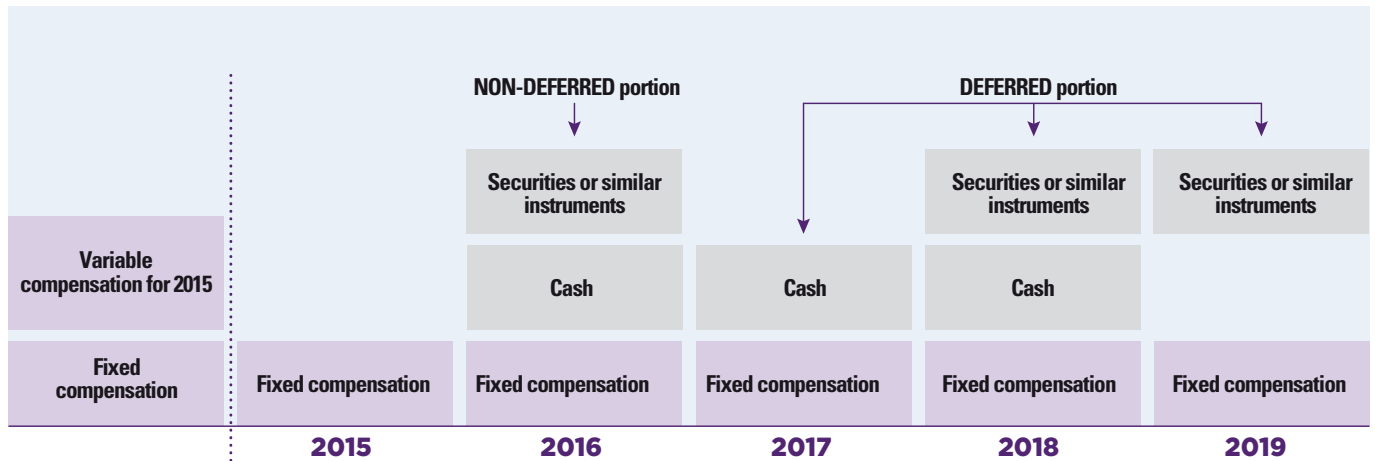 NON-DEFERRED portion
DEFERRED portion
Securities or similar
instruments
Securities or similar
instruments
Securities or similar
instruments
Variable
compensation for 2015
Cash
Cash
Cash
Fixed
compensation
Fixed compensation
Fixed compensation
Fixed compensation
Fixed compensation
Fixed compensation
2015
2016
2017
2018
2019